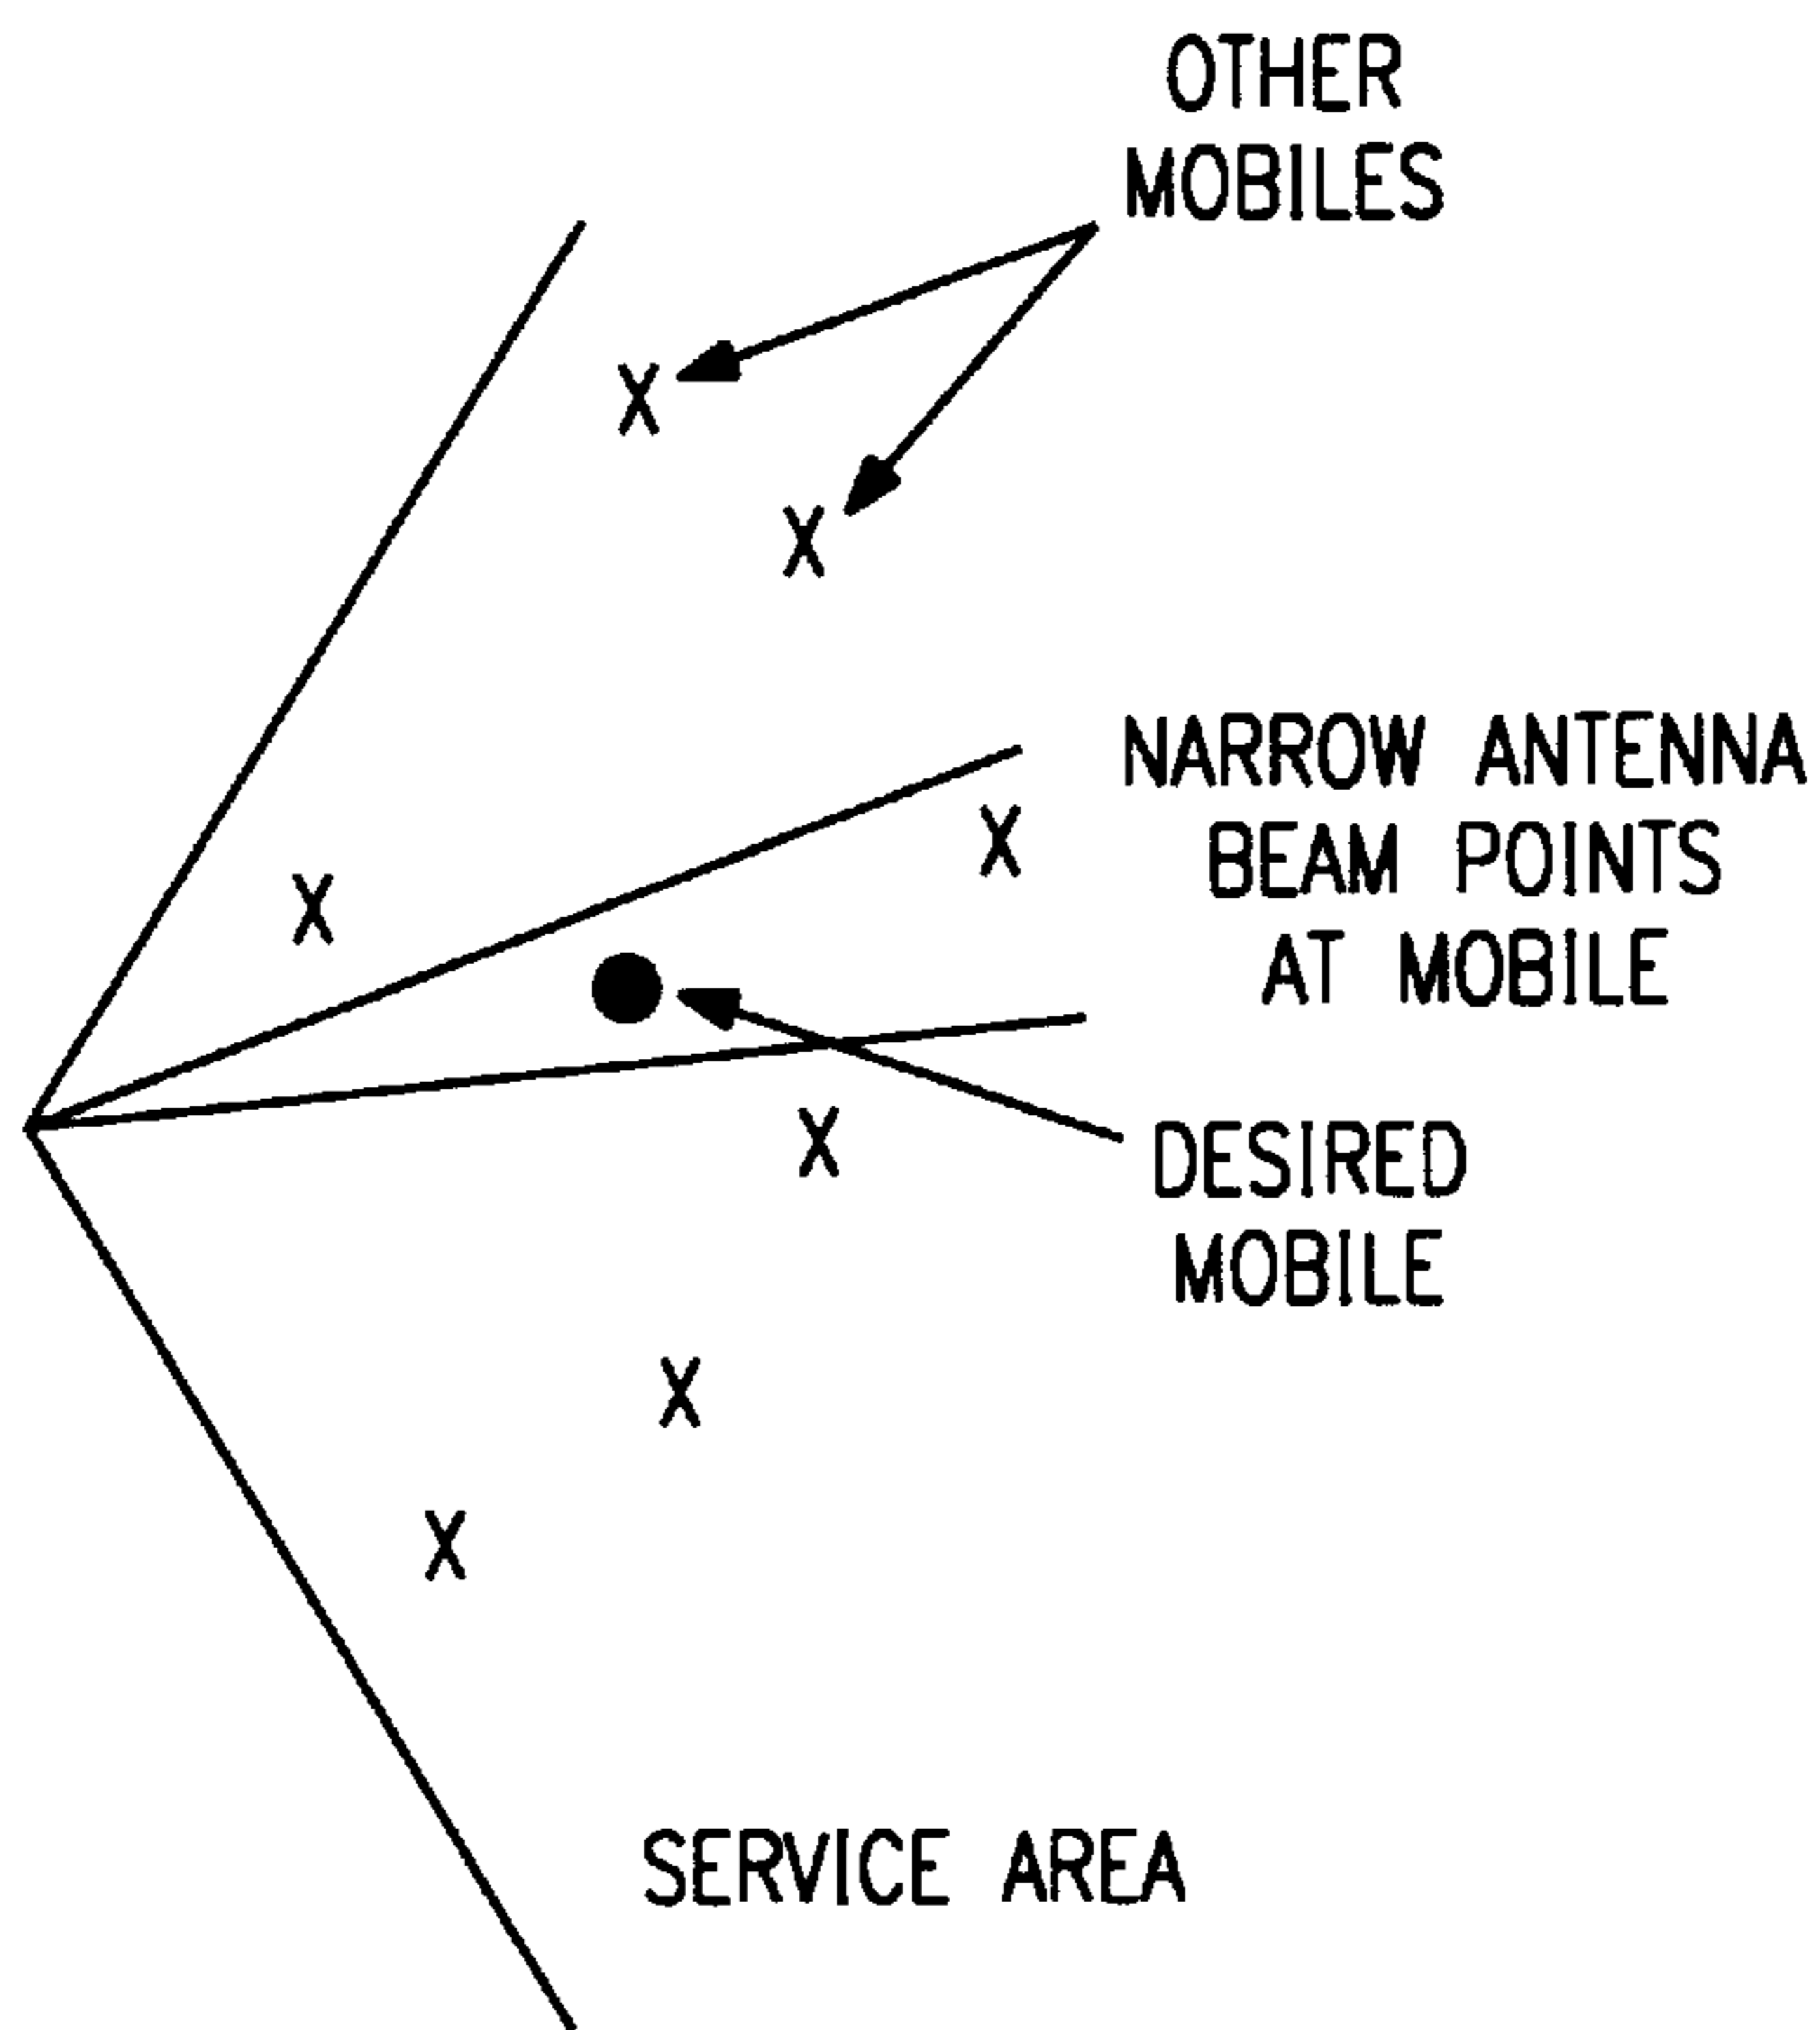 OTHER
MOBILES
X
X
NARROW ANTENNA
BEAM POINTS
AT MOBILE
X
X
X
DESIRED
MOBILE
X
X
SERVICE AREA